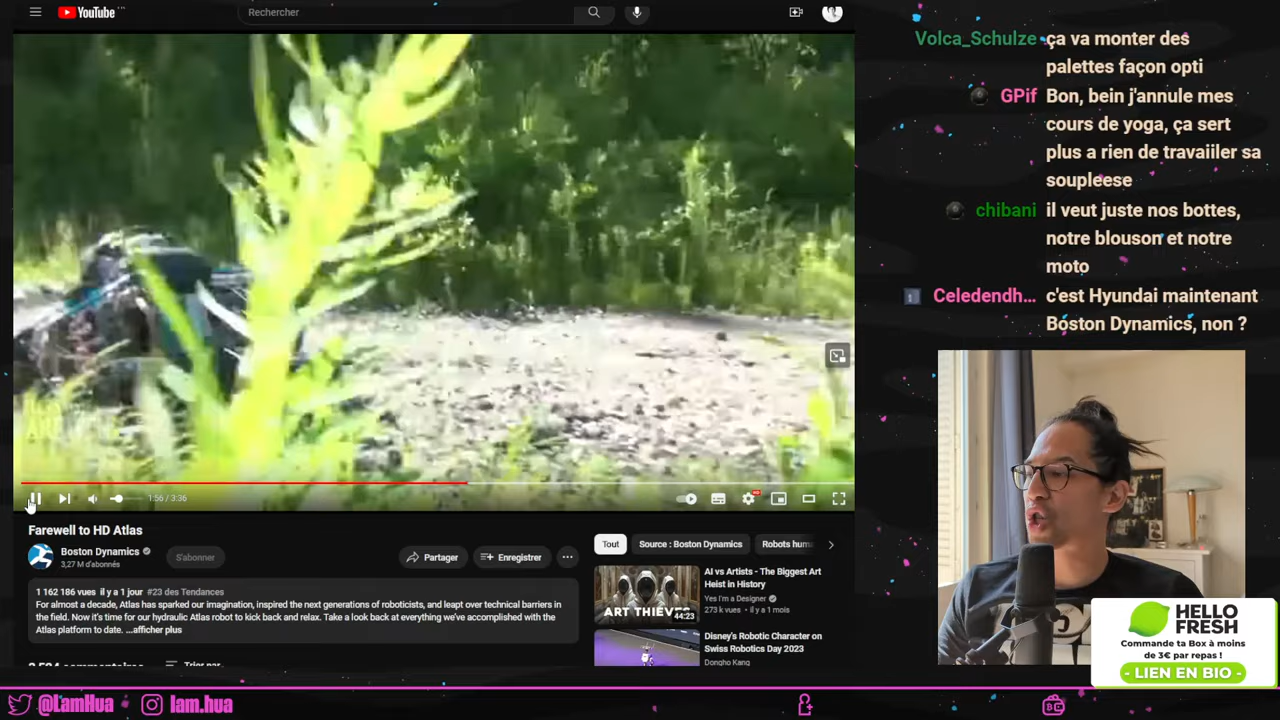 YouTube FR
Rechercher
1:56 / 3:36
Farewell to HD Atlas
Boston Dynamics
3,27 M d'abonnés
S'abonner
Partager
Enregistrer
1 162 186 vues il y a 1 jour #23 des Tendances
For almost a decade, Atlas has sparked our imagination, inspired the next generations of roboticists, and leapt over technical barriers in
the field. Now it's time for our hydraulic Atlas robot to kick back and relax. Take a look back at everything we've accomplished with the
Atlas platform to date. ...afficher plus
Trier par
Tout
Source : Boston Dynamics
Robots huma
ART THIEVES
44:23
AI vs Artists - The Biggest Art
Heist in History
Yes I'm a Designer
273 k vues • il y a 1 mois
Disney's Robotic Character on
Swiss Robotics Day 2023
Dongho Kang
Volca_Schulze ça va monter des
palettes façon opti
GPif Bon, bein j'annule mes
cours de yoga, ça sert
plus a rien de travaiiler sa
soupleese
chibani il veut juste nos bottes,
notre blouson et notre
moto
Celedendh... c'est Hyundai maintenant
Boston Dynamics, non ?
HELLO
FRESH
Commande ta Box à moins
de 3€ par repas !
- LIEN EN BIO -
@LamHua
lam.hua